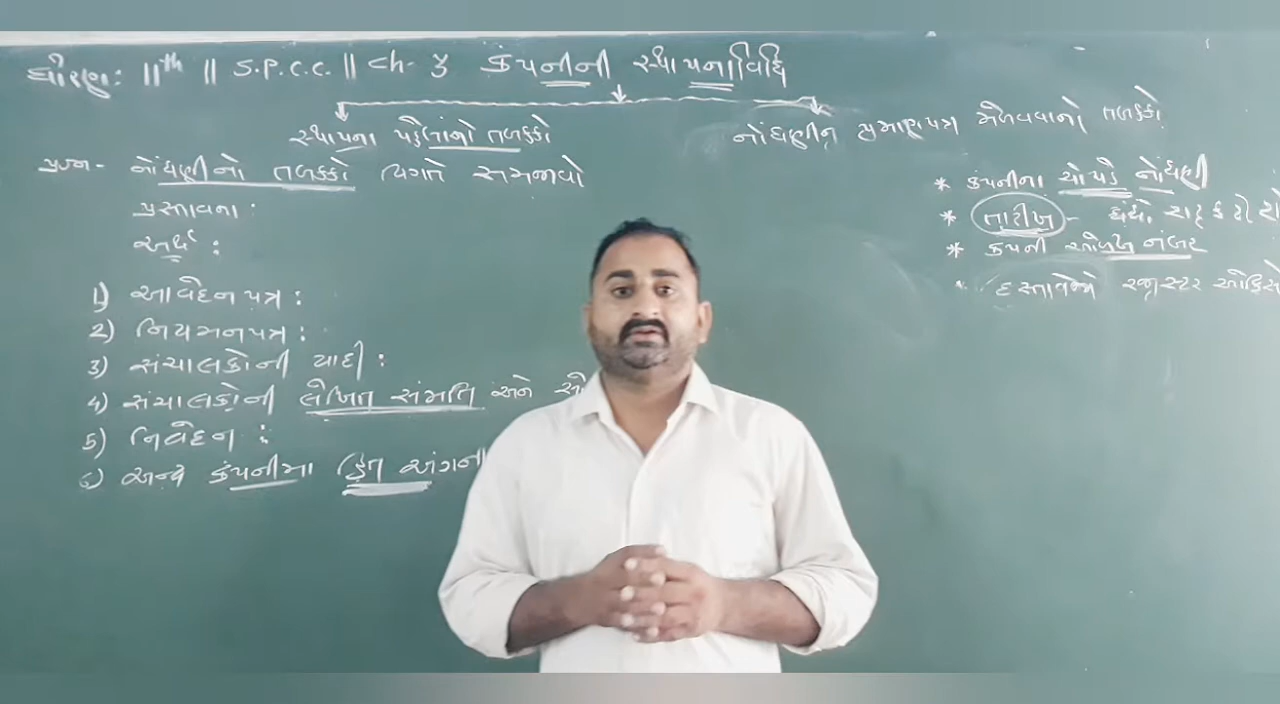 ધોરણ: 11th || S.P.C.C. || Ch- 3 કંપનીની સ્થાપનાવિધિ
સ્થાપના પહેલાંનો તબક્કો
નોંધણીનું પ્રમાણપત્ર મેળવવાનો તબક્કો
પ્રશ્ન- નોંધણીનો તબક્કો વિગતે સમજાવો
પ્રસ્તાવના :
અર્થ :
1) આવેદનપત્ર :
2) નિયમનપત્ર :
3) સંચાલકોની યાદી :
4) સંચાલકોની લેખિત સંમતિ અને
5) નિવેદન :
6) અન્ય કંપનીમા હિત અંગેના
* કંપનીના ચોપડે નોંધણી
* તારીખ - ધંધો
* કંપની ઓળખ નંબર
* દસ્તાવેજો રજીસ્ટર